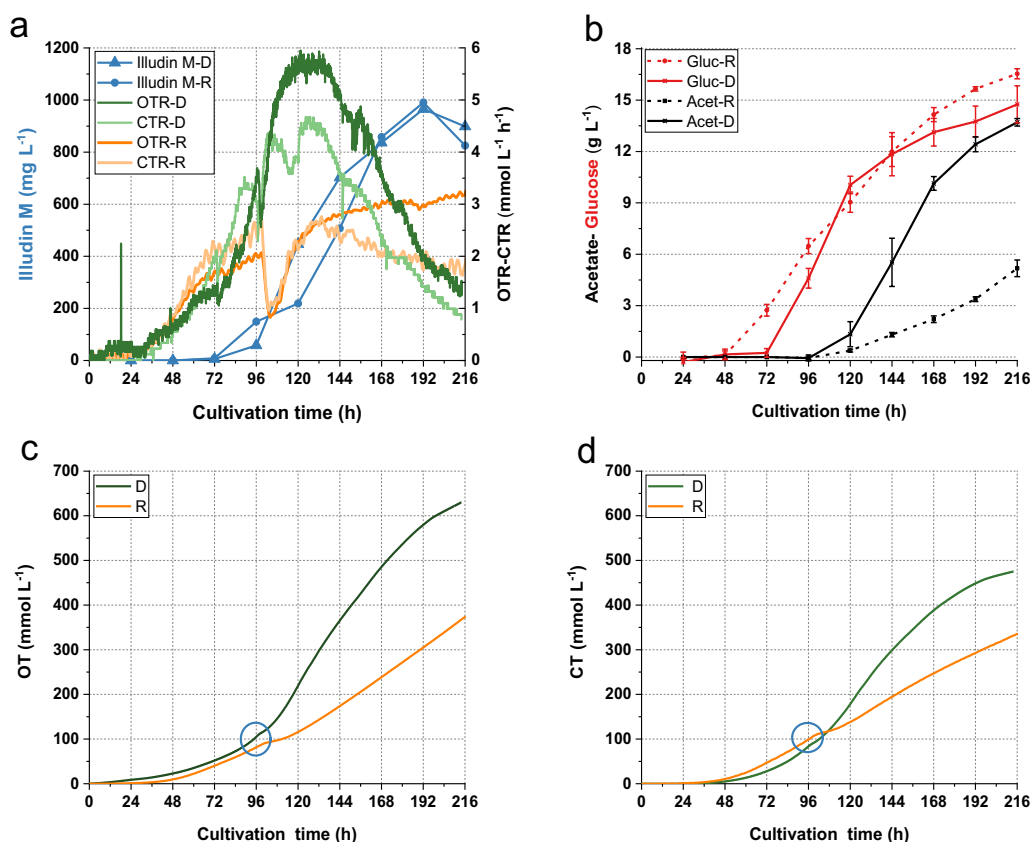 a
Illudin M (mg L⁻¹)
1200
1000
800
600
400
200
0
Illudin M-D
Illudin M-R
OTR-D
CTR-D
OTR-R
CTR-R
6
5
4
3
2
1
0
OTR-CTR (mmol L⁻¹ h⁻¹)
0 24 48 72 96 120 144 168 192 216
Cultivation time (h)
b
Acetate- Glucose (g L⁻¹)
18
15
12
9
6
3
0
Gluc-R
Gluc-D
Acet-R
Acet-D
0 24 48 72 96 120 144 168 192 216
Cultivation time (h)
c
OT (mmol L⁻¹)
700
600
500
400
300
200
100
0
D
R
0 24 48 72 96 120 144 168 192 216
Cultivation time (h)
d
CT (mmol L⁻¹)
700
600
500
400
300
200
100
0
D
R
0 24 48 72 96 120 144 168 192 216
Cultivation time (h)